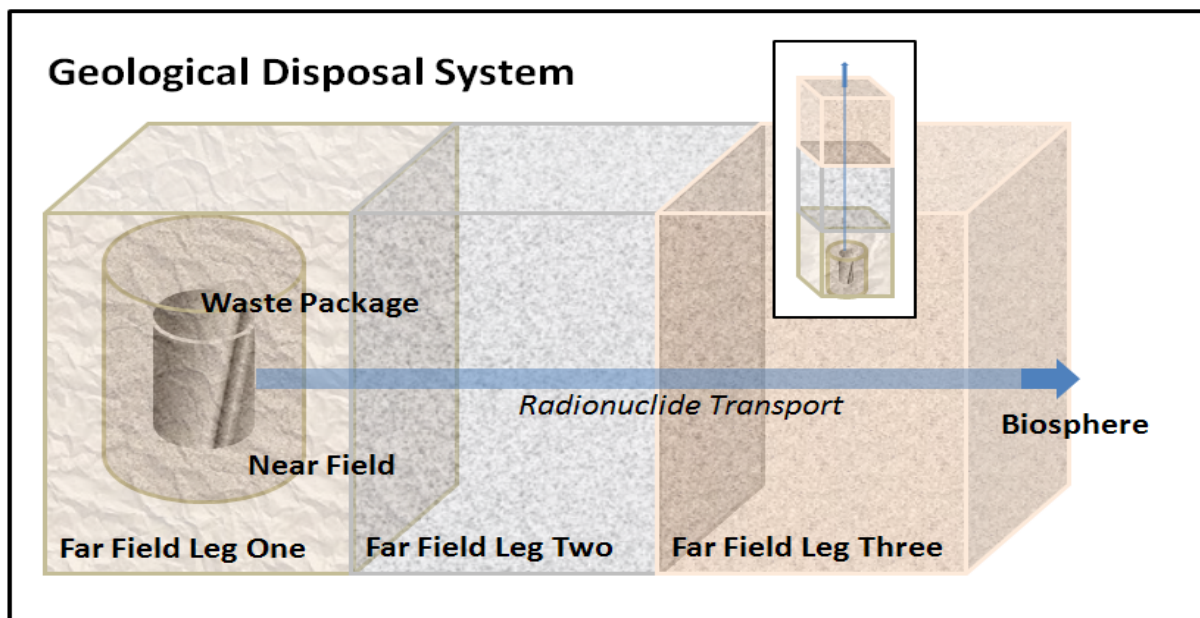 Geological Disposal System
Waste Package
Radionuclide Transport
Biosphere
Near Field
Far Field Leg One
Far Field Leg Two
Far Field Leg Three